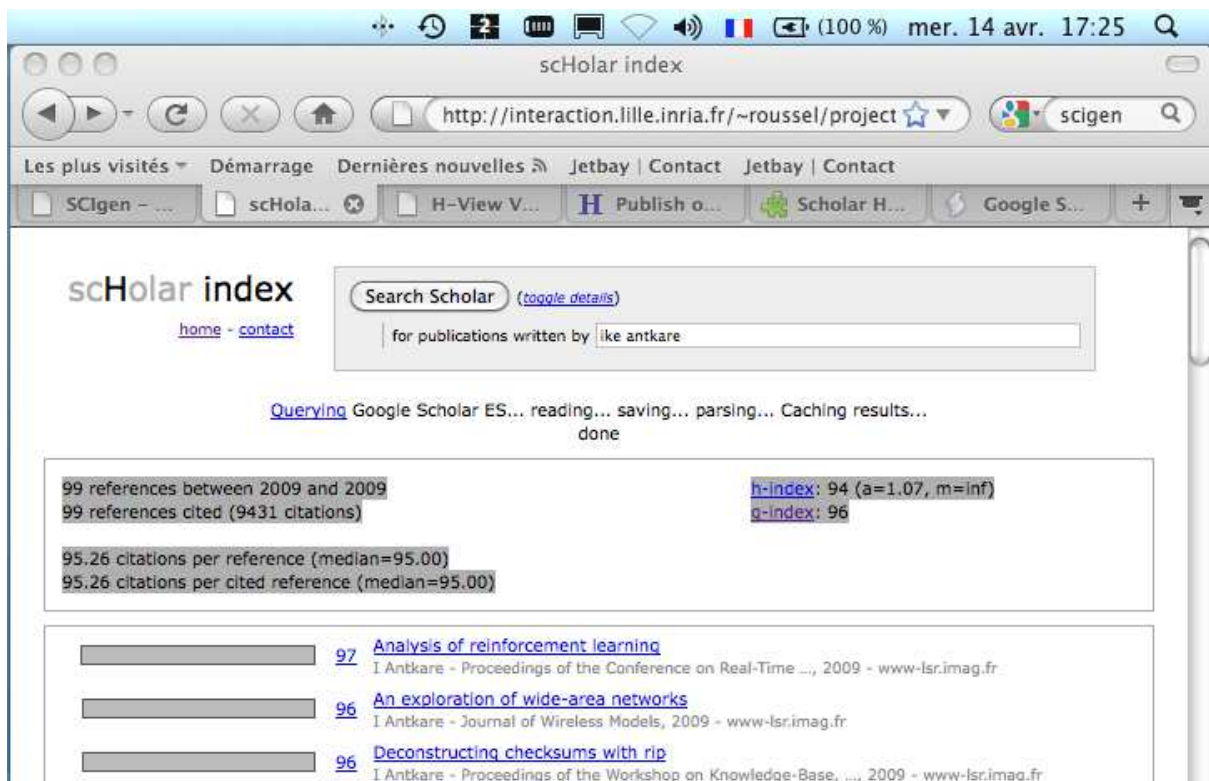 2 (100 %) mer. 14 avr. 17:25
scHolar index
http://interaction.lille.inria.fr/~roussel/project scigen
Les plus visités Démarrage Dernières nouvelles Jetbay | Contact Jetbay | Contact
SCIgen - ... scHola... H-View V... H Publish o... Scholar H... Google S... +
scHolar index
Search Scholar (toggle details)
home - contact
for publications written by ike antkare
Querying Google Scholar ES... reading... saving... parsing... Caching results...
done
99 references between 2009 and 2009 h-index: 94 (a=1.07, m=inf)
99 references cited (9431 citations) g-index: 96
95.26 citations per reference (median=95.00)
95.26 citations per cited reference (median=95.00)
97 Analysis of reinforcement learning
I Antkare - Proceedings of the Conference on Real-Time ..., 2009 - www-lsr.imag.fr
96 An exploration of wide-area networks
I Antkare - Journal of Wireless Models, 2009 - www-lsr.imag.fr
96 Deconstructing checksums with rip
I Antkare - Proceedings of the Workshop on Knowledge-Base, ..., 2009 - www-lsr.imag.fr